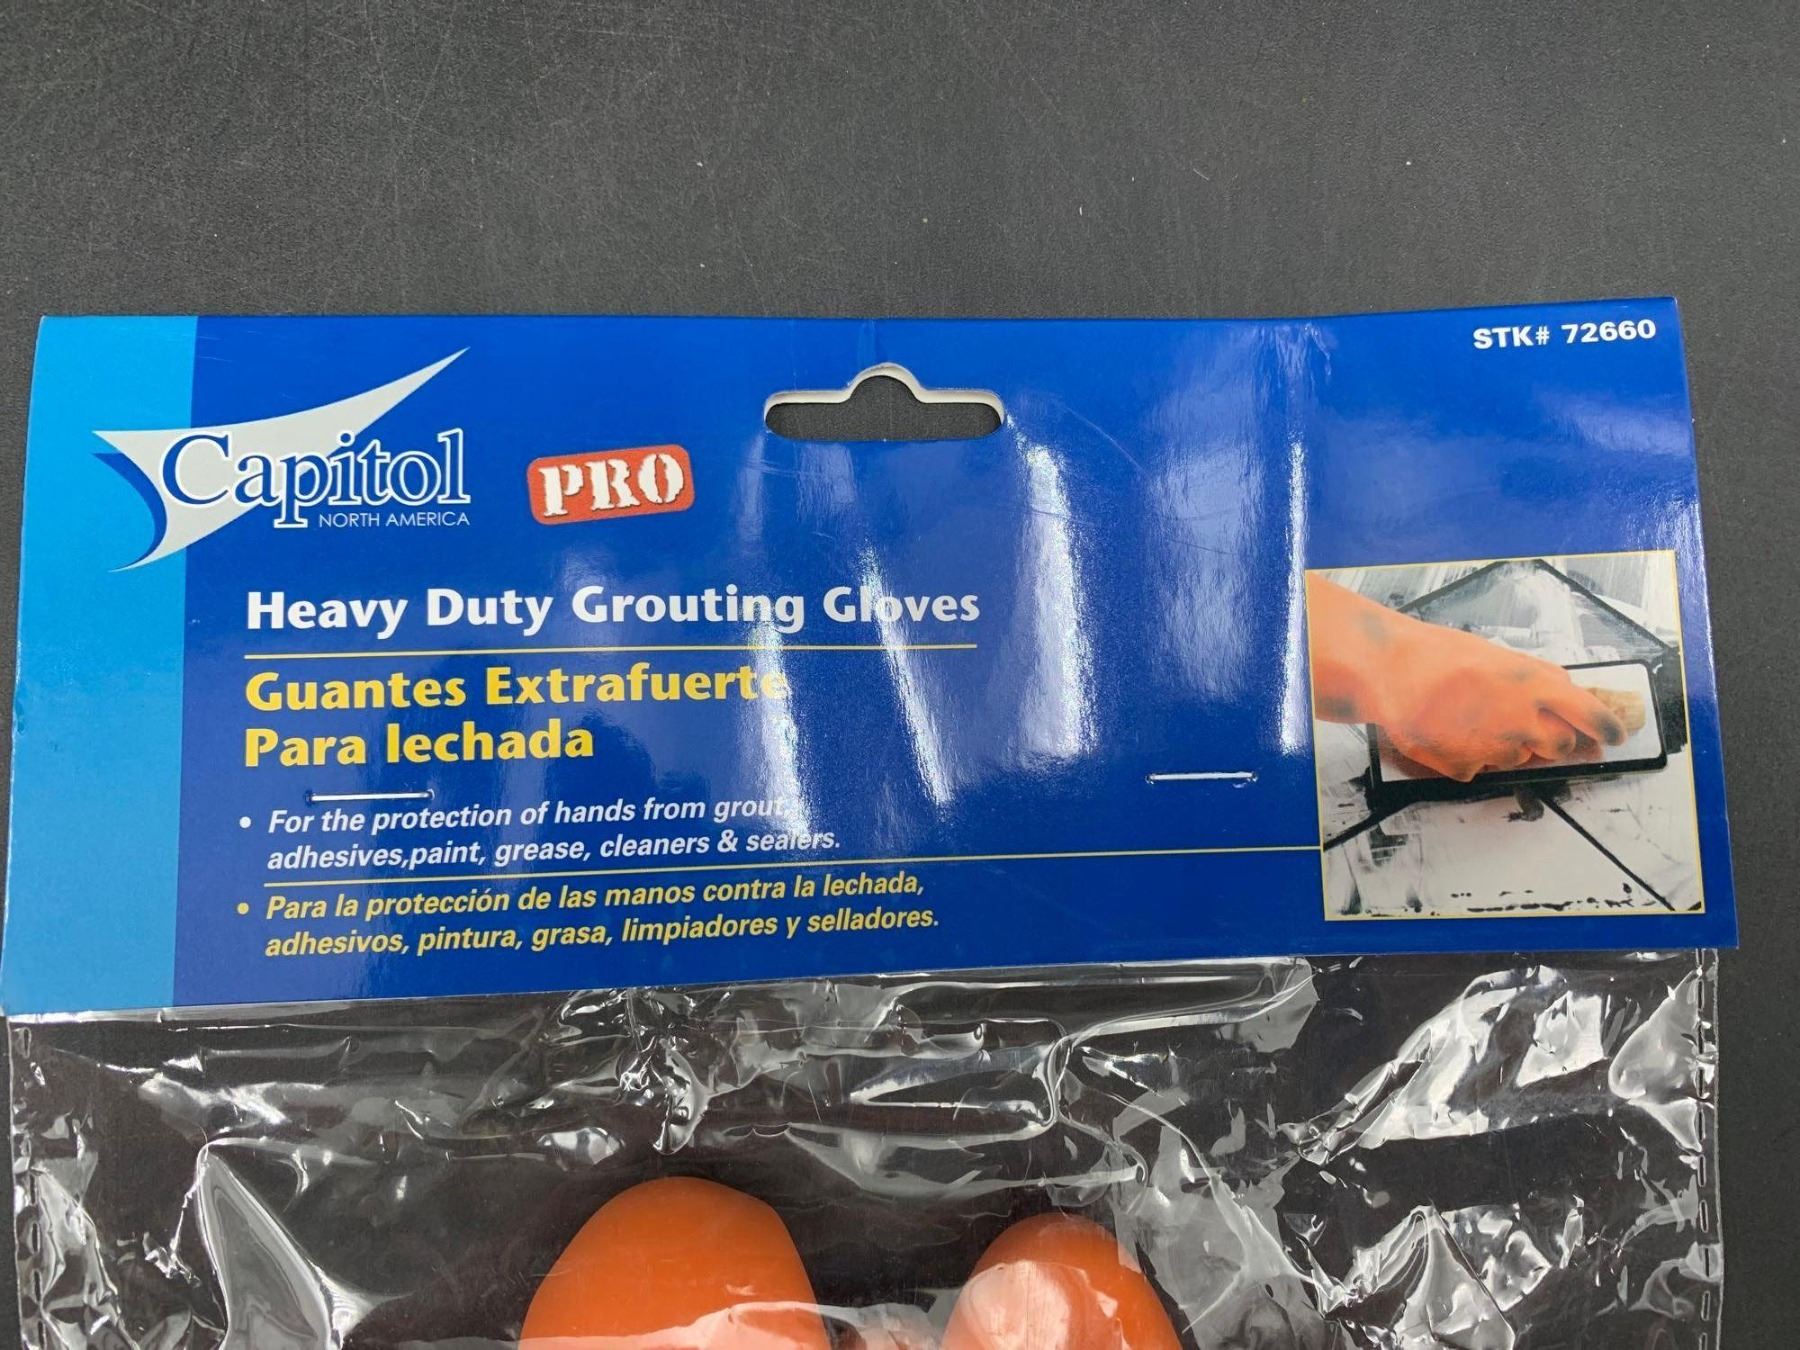 STK# 72660
Capitol
NORTH AMERICA
PRO
Heavy Duty Grouting Gloves
Guantes Extrafuerte
Para lechada
• For the protection of hands from grout,
adhesives,paint, grease, cleaners & sealers.
• Para la protección de las manos contra la lechada,
adhesivos, pintura, grasa, limpiadores y selladores.